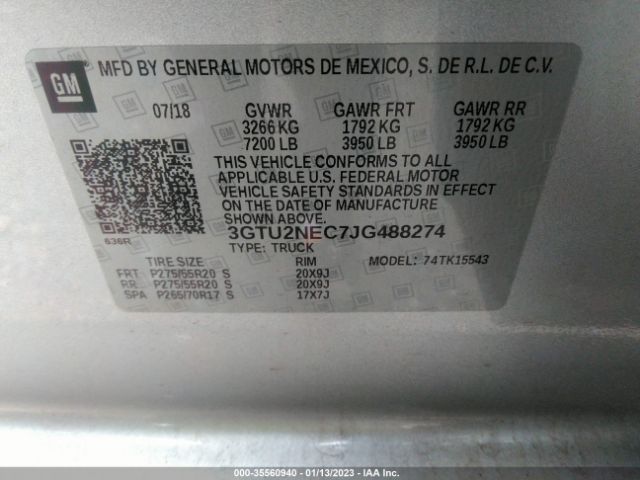 GM
MFD BY GENERAL MOTORS DE MEXICO, S. DE R.L. DE C.V.
07/18 GVWR GAWR FRT GAWR RR
3266 KG 1792 KG 1792 KG
7200 LB 3950 LB 3950 LB
THIS VEHICLE CONFORMS TO ALL
APPLICABLE U.S. FEDERAL MOTOR
VEHICLE SAFETY STANDARDS IN EFFECT
ON THE DATE OF MANUFACTURE
SHOWN ABOVE.
636R 3GTU2NEC7JG488274
TYPE: TRUCK
TIRE SIZE RIM MODEL: 74TK15543
FRT P275/55R20 S 20X9J
RR P275/55R20 S 20X9J
SPA P265/70R17 S 17X7J
000-35560940 - 01/13/2023 - IAA Inc.